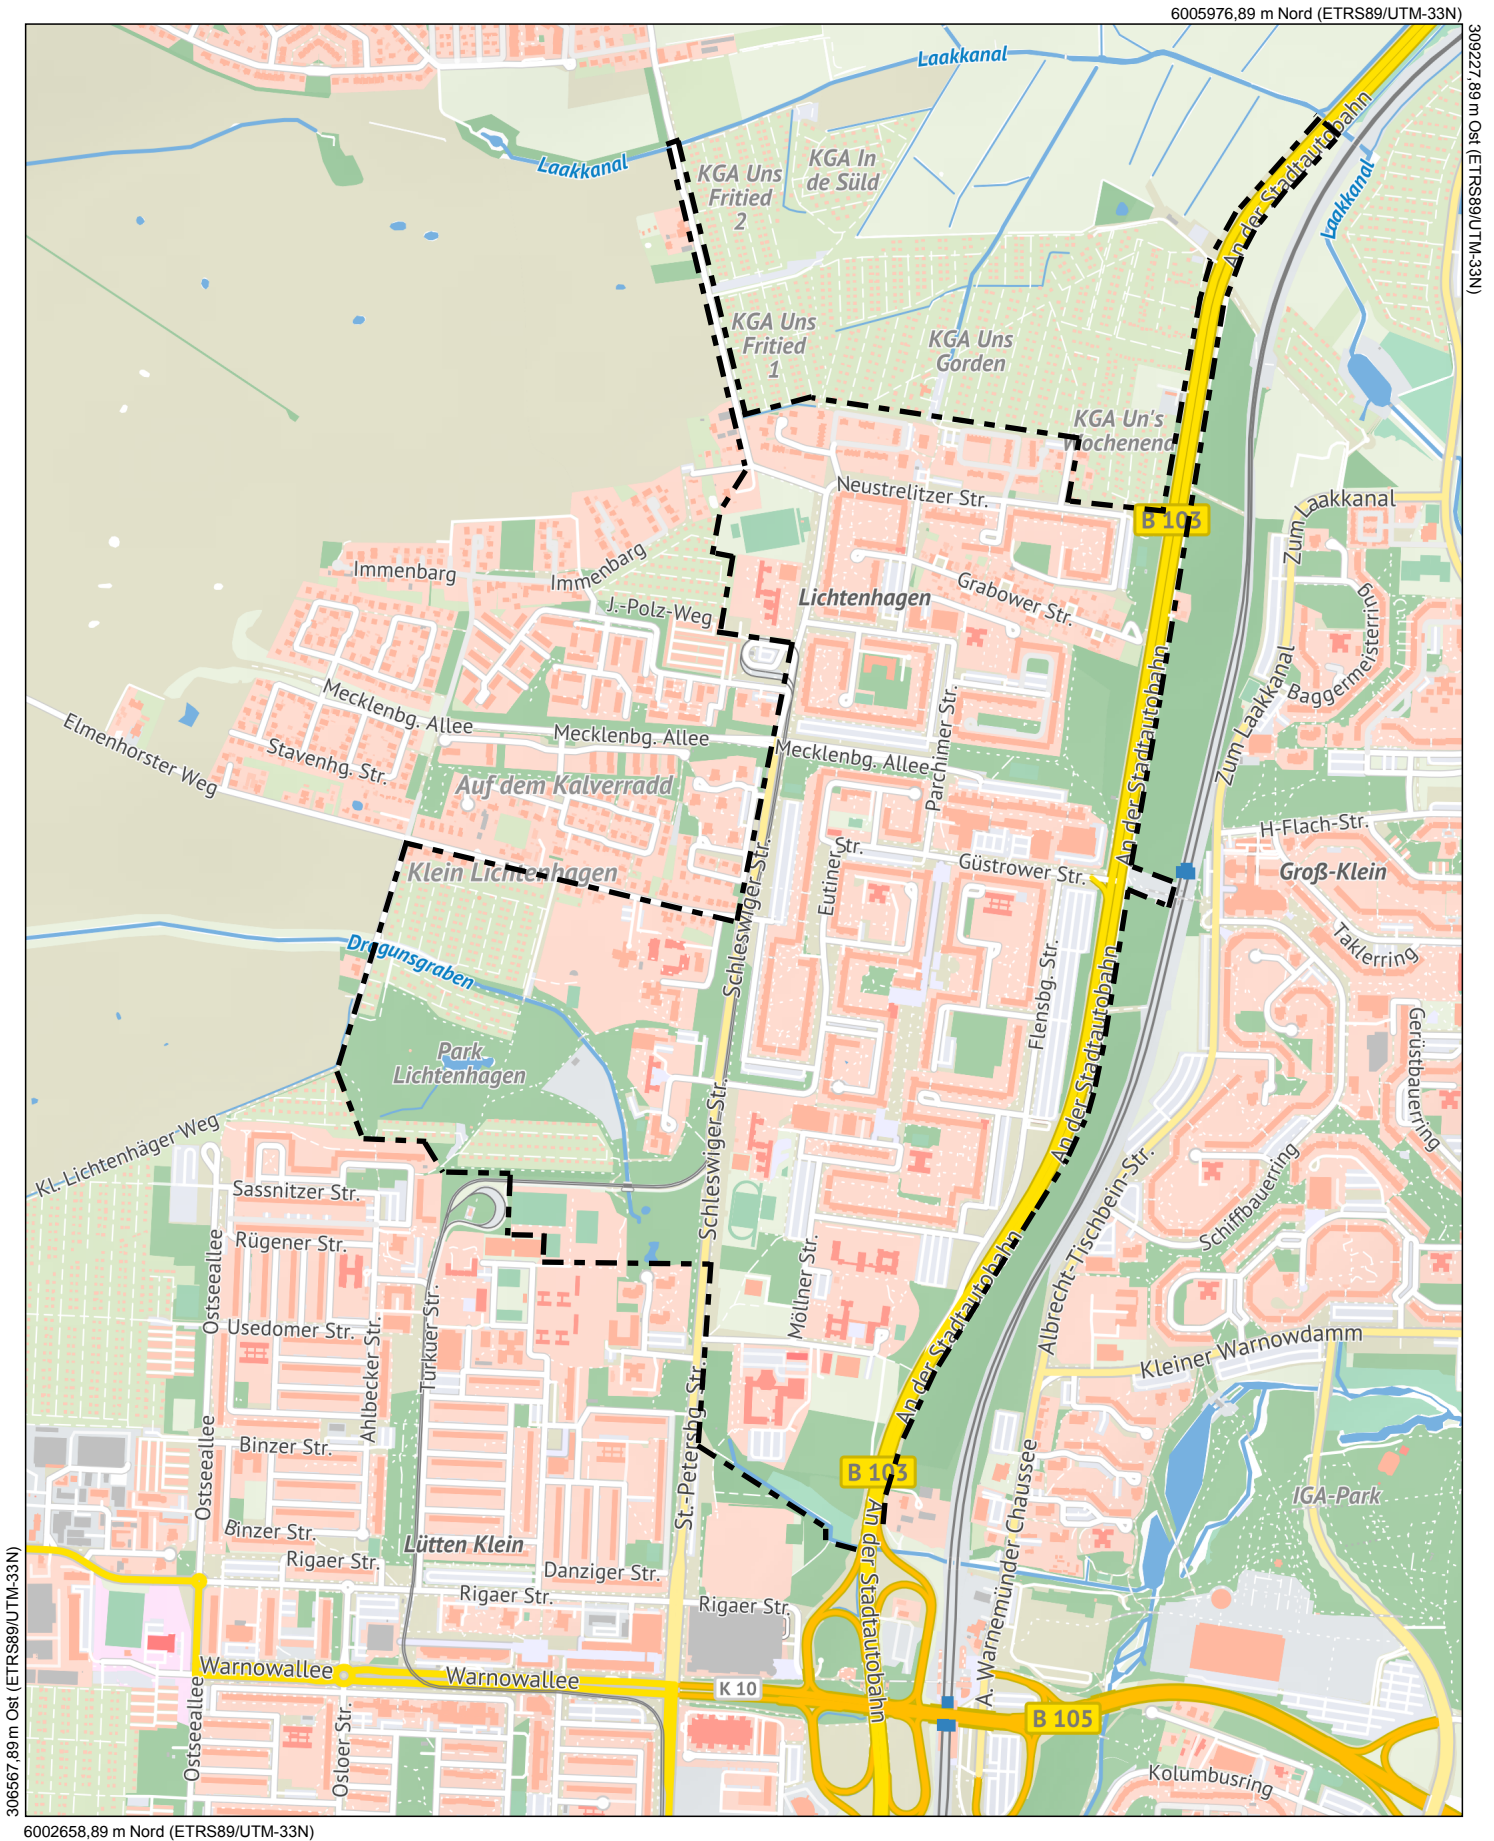 6005976,89 m Nord (ETRS89/UTM-33N)
309227,89 m Ost (ETRS89/UTM-33N)
Laakkanal
An der Stadtautobahn
Laakkanal
KGA Uns
Fritied
2
KGA In
de Süld
Laakkanal
KGA Uns
Fritied
1
KGA Uns
Gorden
KGA Un's
Wochenend
Neustrelitzer Str.
B 103
Zum Laakkanal
Immenbarg
Immenbarg
Grabower Str.
Lichtenhagen
J.-Polz-Weg
Baggermeisterring
Mecklenbg. Allee
Mecklenbg. Allee
Mecklenbg. Allee
Parchimer Str.
An der Stadtautobahn
Zum Laakkanal
Elmenhorster Weg
Stavenhg. Str.
Auf dem Kalverradd
H-Flach-Str.
Klein Lichtenhagen
Schleswiger Str.
Eutiner
Str.
Güstrower Str.
Groß-Klein
Dragunsgraben
Flensbg. Str.
An der Stadtautobahn
Taklerring
Park
Lichtenhagen
Gerüstbauerring
Kl. Lichtenhäger Weg
Schleswiger Str.
Albrecht-Tischbein-Str.
Schiffbauerring
Sassnitzer Str.
Rügener Str.
Ostseeallee
Möllner Str.
An der Stadtautobahn
Usedomer Str.
Ahlbecker Str.
Turkuer Str.
Kleiner Warnowdamm
St.-Petersbg. Str.
Binzer Str.
Ostseeallee
B 103
IGA-Park
Binzer Str.
Lütten Klein
Rigaer Str.
Danziger Str.
Rigaer Str.
Rigaer Str.
An der Stadtautobahn
A. Warnemünder Chaussee
Warnowallee
Warnowallee
K 10
B 105
Ostseeallee
Osloer Str.
Kolumbusring
306567,89 m Ost (ETRS89/UTM-33N)
6002658,89 m Nord (ETRS89/UTM-33N)